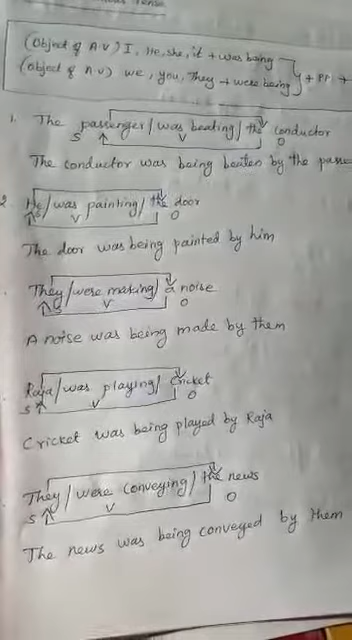 Tense
(Object of A.V) I, He, she, it + was being
(object of A.V) we, you, they + were being } + PP +
1. The passenger / was beating / the conductor
S V O
The conductor was being beaten by the
2. He / was painting / the door
S V O
The door was being painted by him
They / were making / a noise
S V O
A noise was being made by them
Raja / was playing / cricket
S V O
Cricket was being played by Raja
They / were conveying / the news
S V O
The news was being conveyed by them